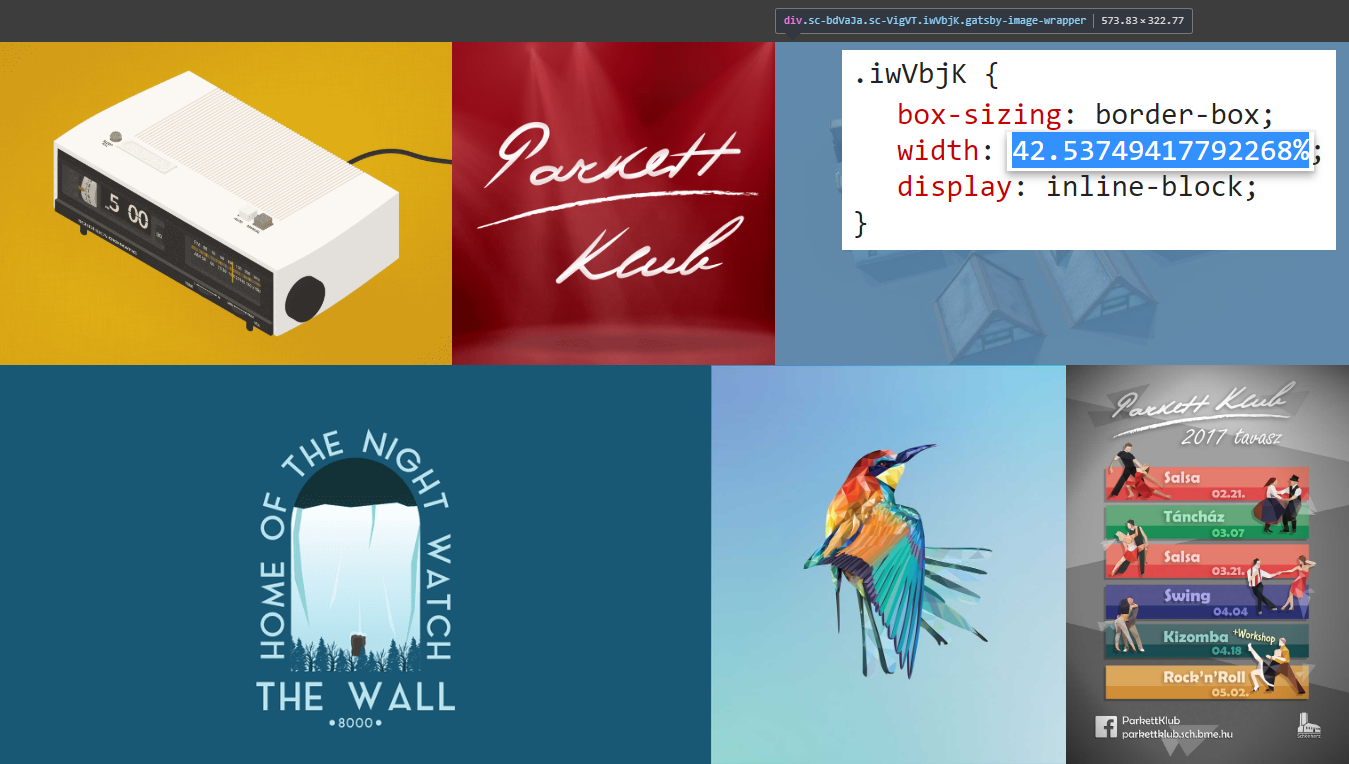 div.sc-bdVaJa.sc-VigVT.iwVbjK.gatsby-image-wrapper | 573.83 × 322.77
.iwVbjK {
box-sizing: border-box;
width: 42.53749417792268%;
display: inline-block;
}
5 00
Parkett
Klub
HOME OF THE NIGHT WATCH
THE WALL
•8000•
Parkett Klub
2017 tavasz
Salsa
02.21.
Táncház
03.07
Salsa
03.21.
Swing
04.04
Kizomba +Workshop
04.18
Rock'n'Roll
05.02.
ParkettKlub
parkettklub.sch.bme.hu